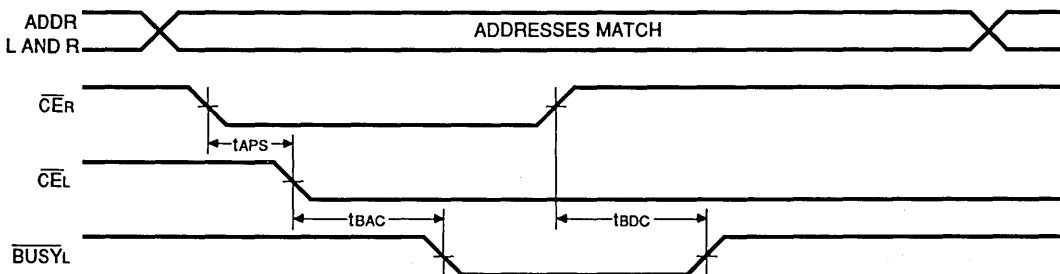 ADDR
L AND R
ADDRESSES MATCH
CER
tAPS
CEL
tBAC
tBDC
BUSYL